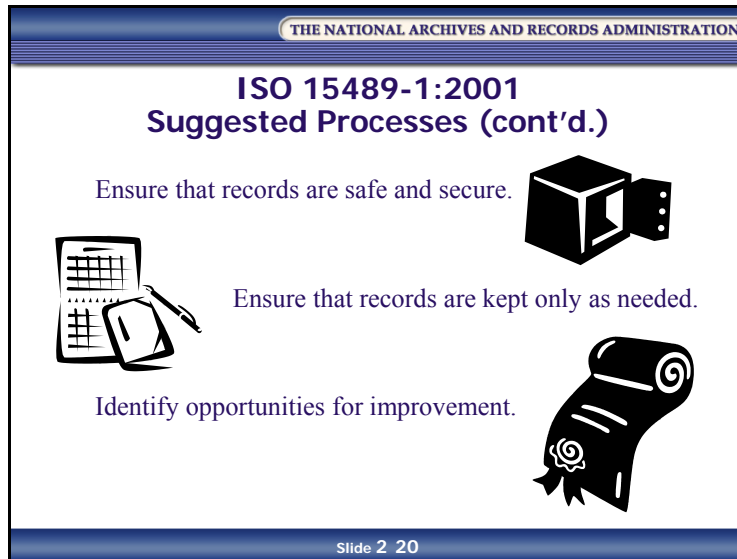 THE NATIONAL ARCHIVES AND RECORDS ADMINISTRATION
ISO 15489-1:2001
Suggested Processes (cont'd.)
Ensure that records are safe and secure.
Ensure that records are kept only as needed.
Identify opportunities for improvement.
Slide 2 20